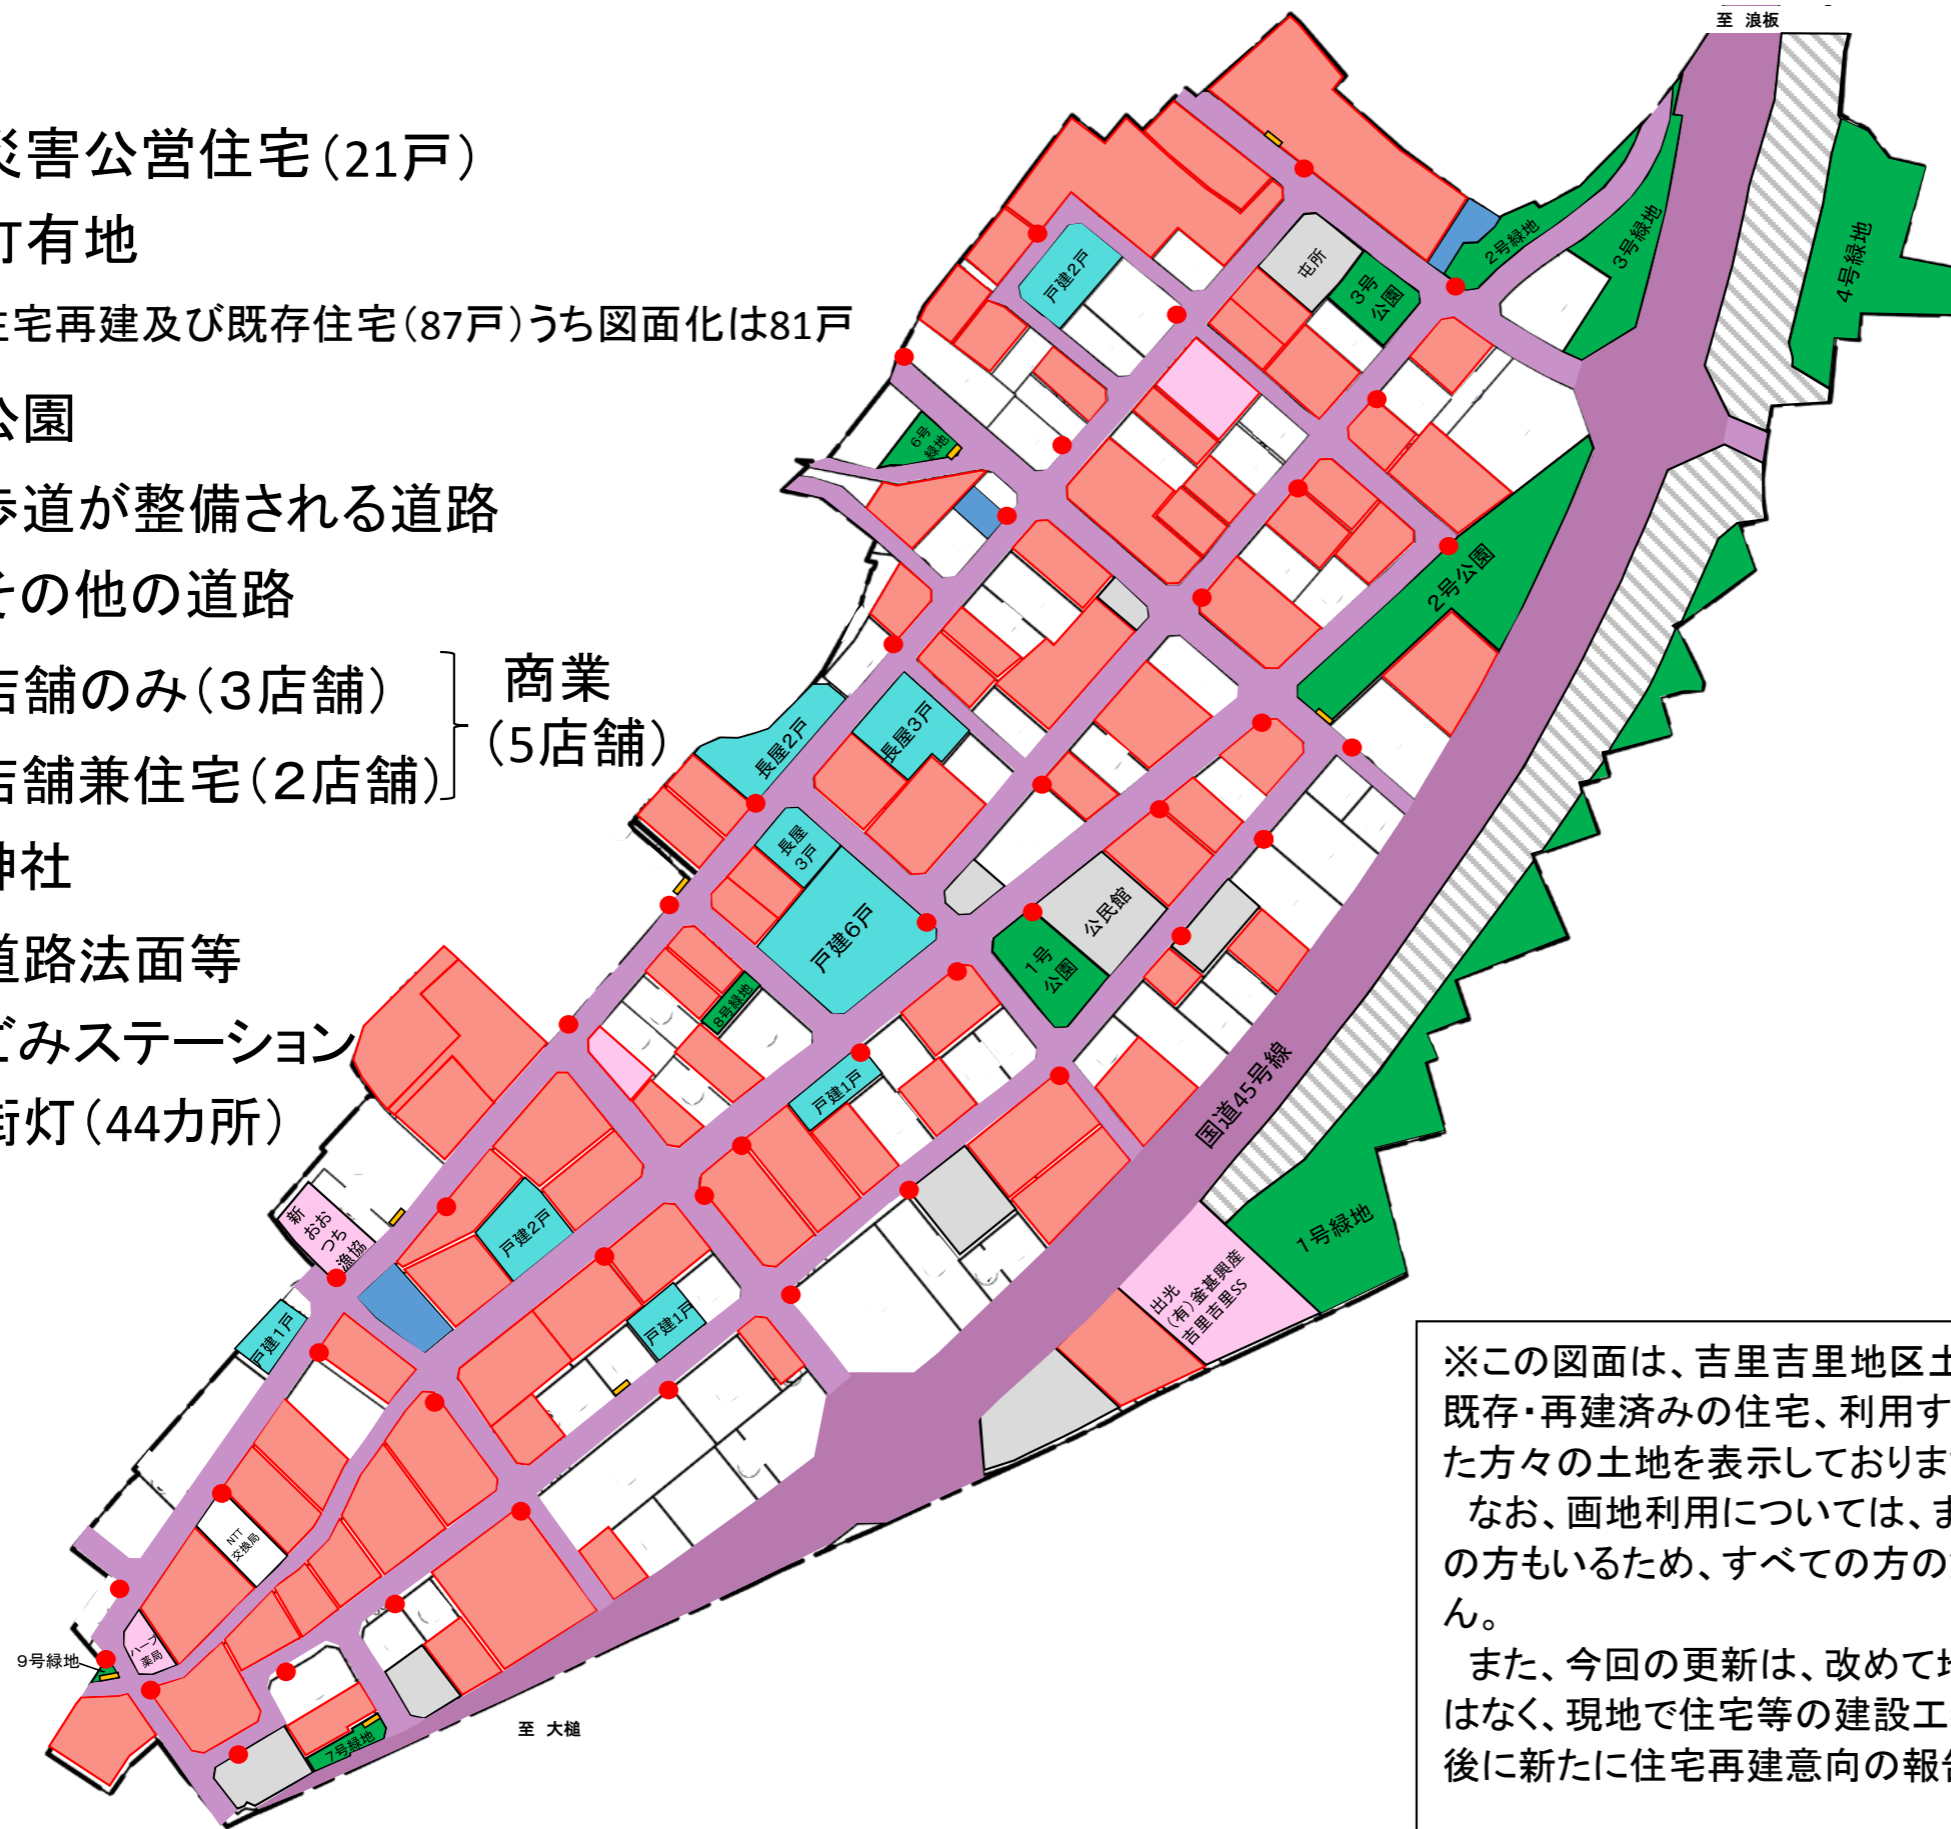 至 浪板
災害公営住宅（21戸）
町有地
住宅再建及び既存住宅（87戸）うち図面化は81戸
公園
歩道が整備される道路
その他の道路
店舗のみ（３店舗）
店舗兼住宅（２店舗）
商業
（5店舗）
神社
道路法面等
ごみステーション
街灯（44カ所）
戸建2戸
屯所
3号
公園
2号緑地
3号緑地
4号緑地
6号
緑地
2号公園
長屋2戸
長屋3戸
長屋
3戸
戸建6戸
公民館
1号
公園
8号緑地
戸建1戸
国道45号線
1号緑地
新
おお
つち
漁協
戸建2戸
戸建1戸
戸建1戸
出光
(有)釜甚興産
吉里吉里SS
NTT
交換局
ハーブ
薬局
9号緑地
7号緑地
至 大槌
※この図面は、吉里吉里地区土
既存・再建済みの住宅、利用す
た方々の土地を表示しております
なお、画地利用については、ま
の方もいるため、すべての方の
ん。
また、今回の更新は、改めて地
はなく、現地で住宅等の建設工
後に新たに住宅再建意向の報告